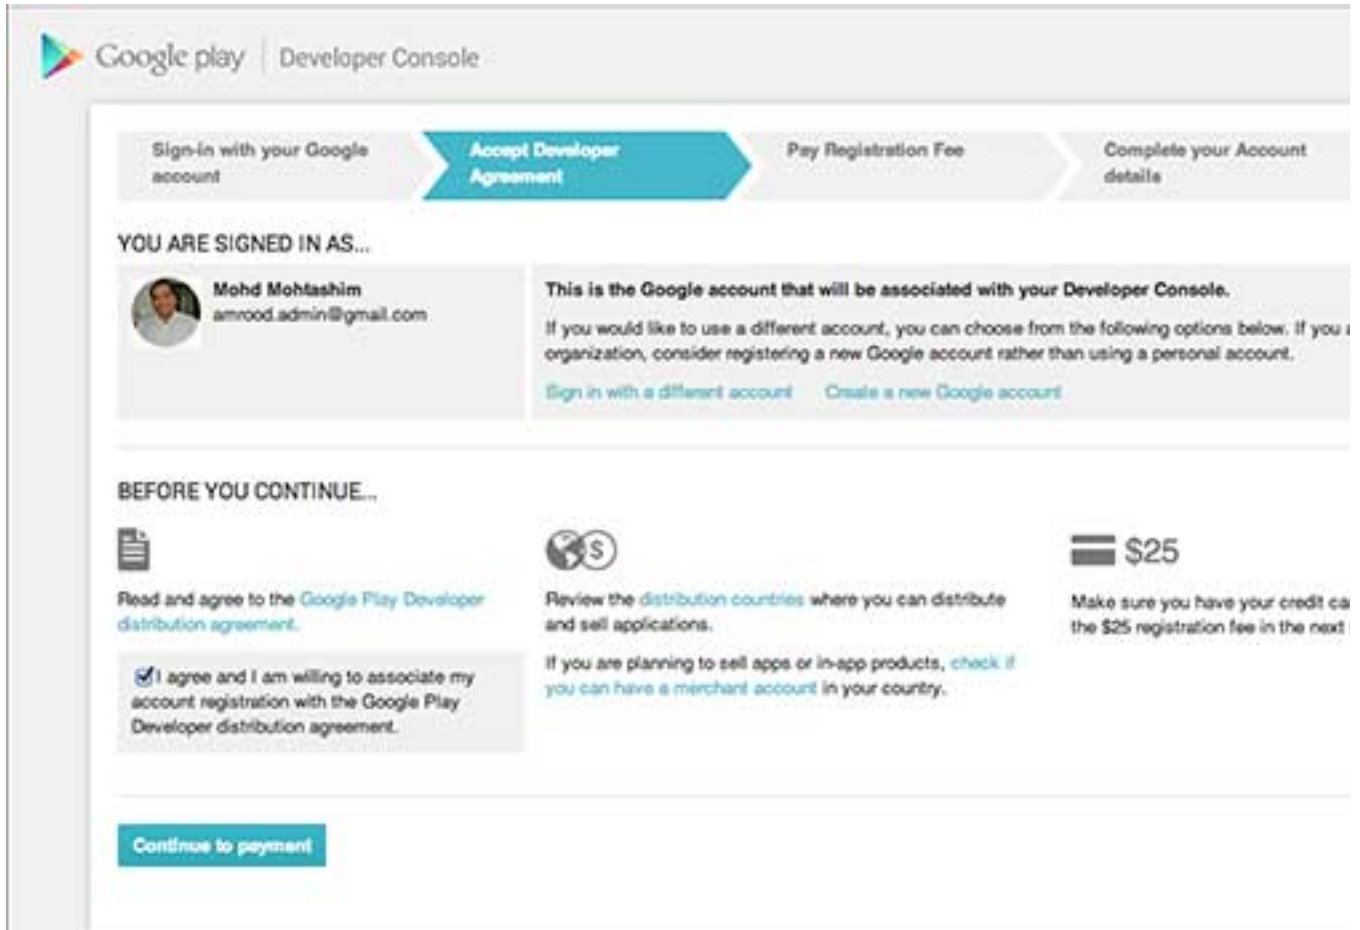 Google play | Developer Console
Sign-in with your Google
account
Accept Developer
Agreement
Pay Registration Fee
Complete your Account
details
YOU ARE SIGNED IN AS...
Mohd Mohtashim
amrood.admin@gmail.com
This is the Google account that will be associated with your Developer Console.
If you would like to use a different account, you can choose from the following options below. If you a
organization, consider registering a new Google account rather than using a personal account.
Sign in with a different account Create a new Google account
BEFORE YOU CONTINUE...
Read and agree to the Google Play Developer
distribution agreement.
I agree and I am willing to associate my
account registration with the Google Play
Developer distribution agreement.
$
Review the distribution countries where you can distribute
and sell applications.
If you are planning to sell apps or in-app products, check if
you can have a merchant account in your country.
$25
Make sure you have your credit ca
the $25 registration fee in the next
Continue to payment